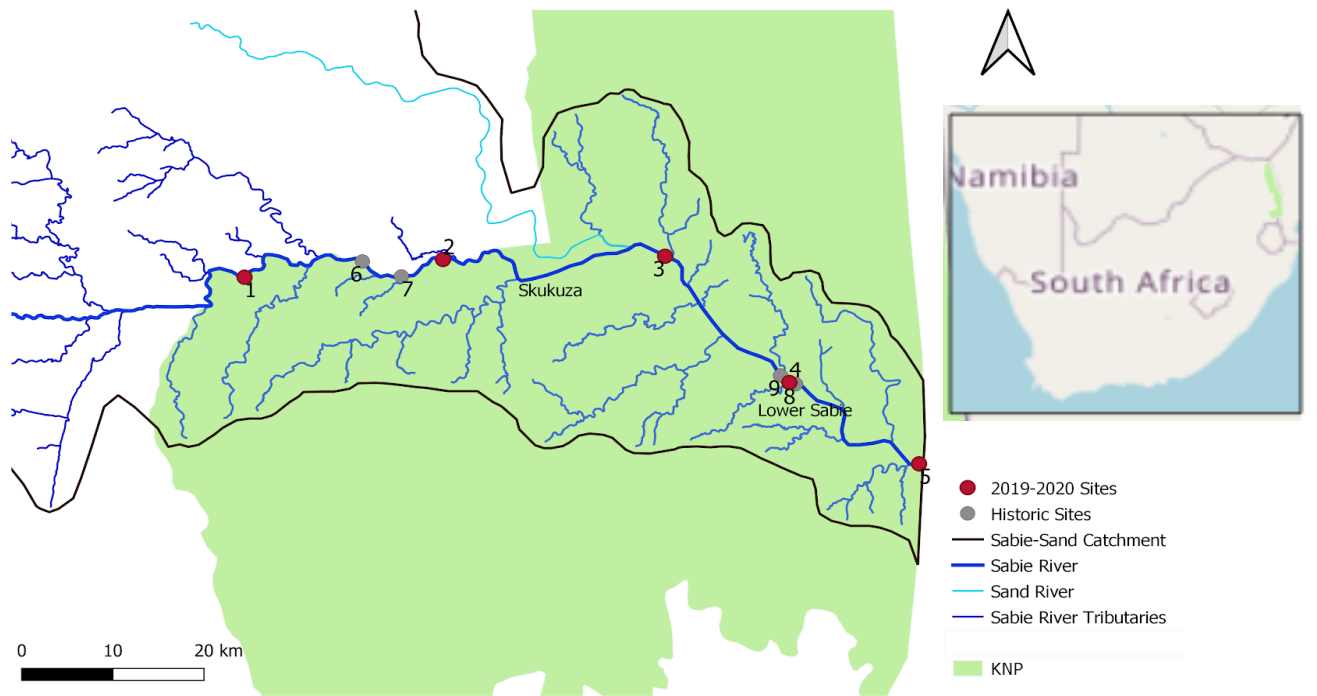 2
6
7
1
3
Skukuza
4
9
8
Lower Sabie
5
0 10 20 km
Namibia
South Africa
2019-2020 Sites
Historic Sites
Sabie-Sand Catchment
Sabie River
Sand River
Sabie River Tributaries
KNP